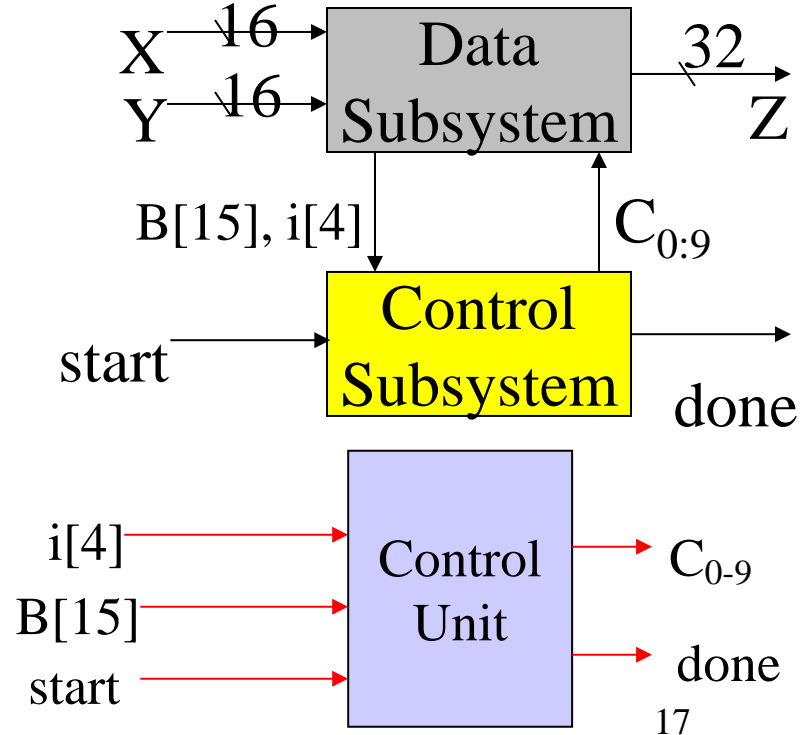 X 16
Y 16
Data
Subsystem
32
Z
B[15], i[4]
C0:9
start
Control
Subsystem
done
i[4]
B[15]
start
Control
Unit
C0-9
done
17